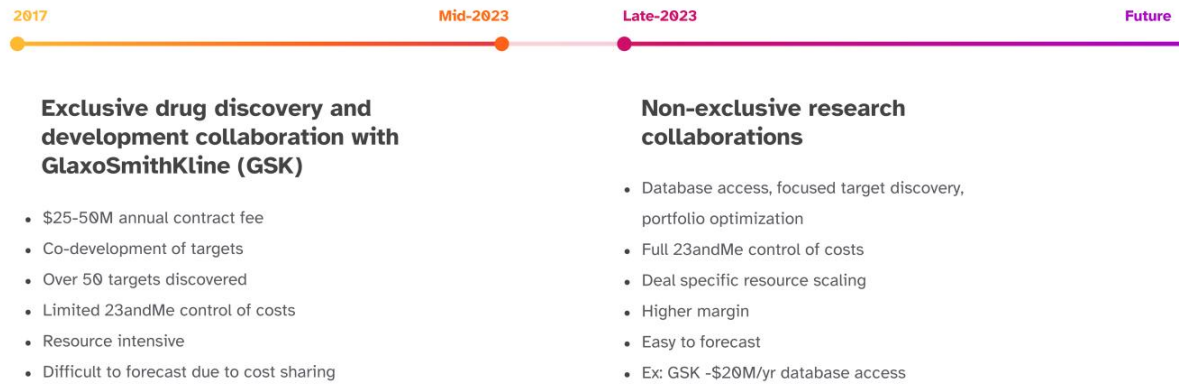 2017
Mid-2023
Late-2023
Future
Exclusive drug discovery and
development collaboration with
GlaxoSmithKline (GSK)
• $25-50M annual contract fee
• Co-development of targets
• Over 50 targets discovered
• Limited 23andMe control of costs
• Resource intensive
• Difficult to forecast due to cost sharing
Non-exclusive research
collaborations
• Database access, focused target discovery,
portfolio optimization
• Full 23andMe control of costs
• Deal specific resource scaling
• Higher margin
• Easy to forecast
• Ex: GSK -$20M/yr database access